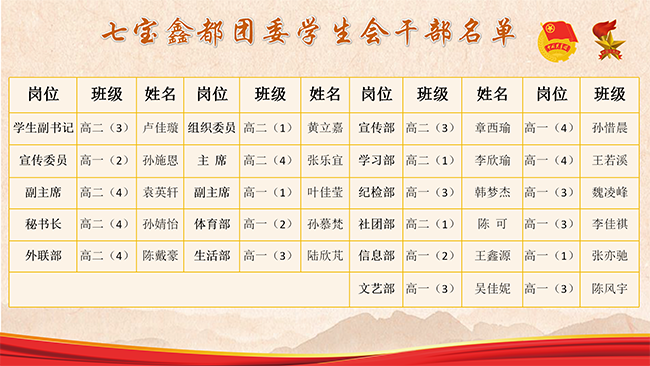 七宝鑫都团委学生会干部名单
岗位 班级 姓名 岗位 班级 姓名 岗位 班级 姓名 班级 姓名
学生副书记 高二（3） 卢佳璇 组织委员 高二（1） 黄立嘉 宣传部 高二（3） 章西瑜 高一（4） 孙惜晨
宣传委员 高一（2） 孙施恩 主 席 高二（4） 张乐宜 学习部 高二（1） 李欣瑜 高一（4） 王若溪
副主席 高二（4） 袁英轩 副主席 高一（1） 叶佳莹 纪检部 高一（3） 韩梦杰 高一（3） 魏凌峰
秘书长 高二（4） 孙婧怡 体育部 高一（2） 孙慕梵 社团部 高二（1） 陈 可 高一（3） 李佳祺
外联部 高二（4） 陈戴豪 生活部 高一（3） 陆欣芃 信息部 高一（2） 王鑫源 高一（1） 张亦驰
文艺部 高一（3） 吴佳妮 高一（3） 陈风宇